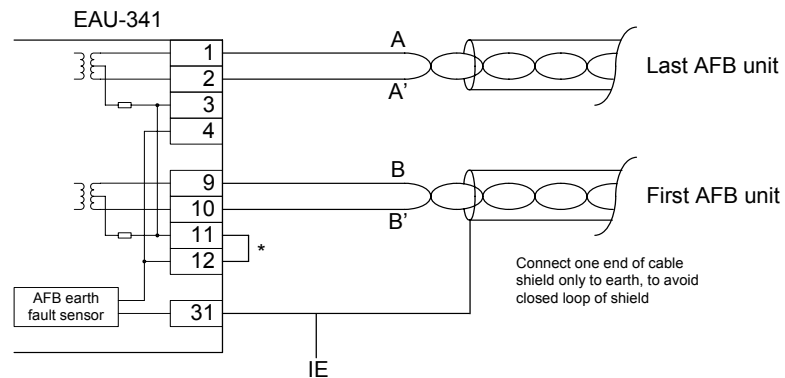 EAU-341
1
A
2
A’
Last AFB unit
3
4
9
B
10
B’
First AFB unit
11
*
12
Connect one end of cable
shield only to earth, to avoid
closed loop of shield
AFB earth
fault sensor
31
IE